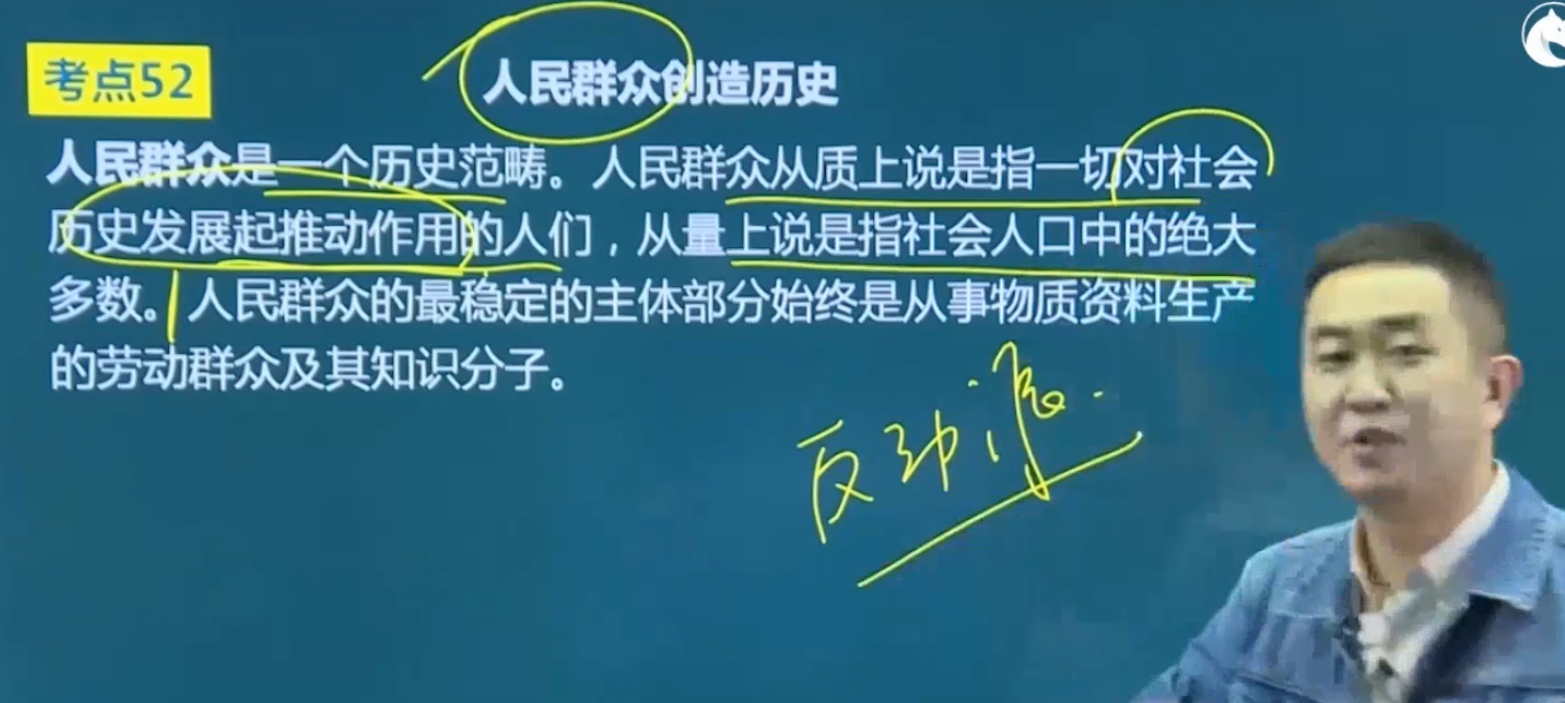 考点52
人民群众创造历史
人民群众是一个历史范畴。人民群众从质上说是指一切对社会
历史发展起推动作用的人们，从量上说是指社会人口中的绝大
多数。人民群众的最稳定的主体部分始终是从事物质资料生产
的劳动群众及其知识分子。
反动派